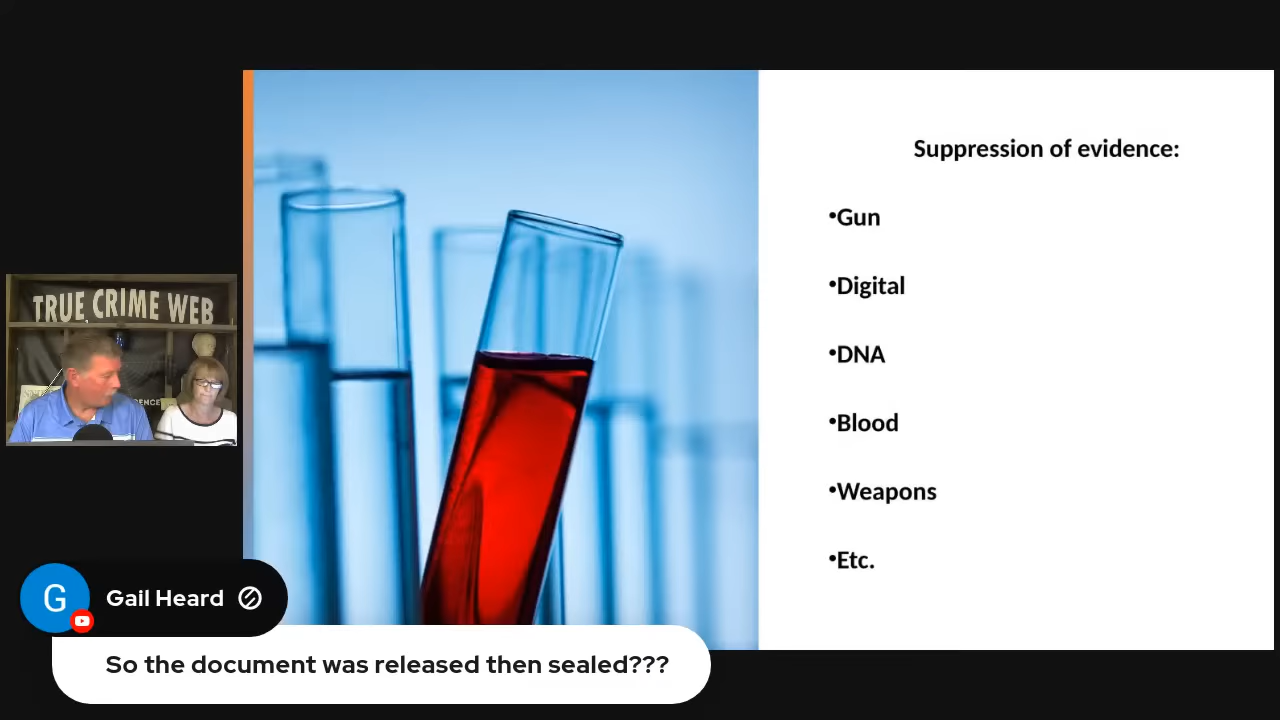 Suppression of evidence:
•Gun
•Digital
•DNA
•Blood
•Weapons
•Etc.
TRUE CRIME WEB
G
Gail Heard
So the document was released then sealed???